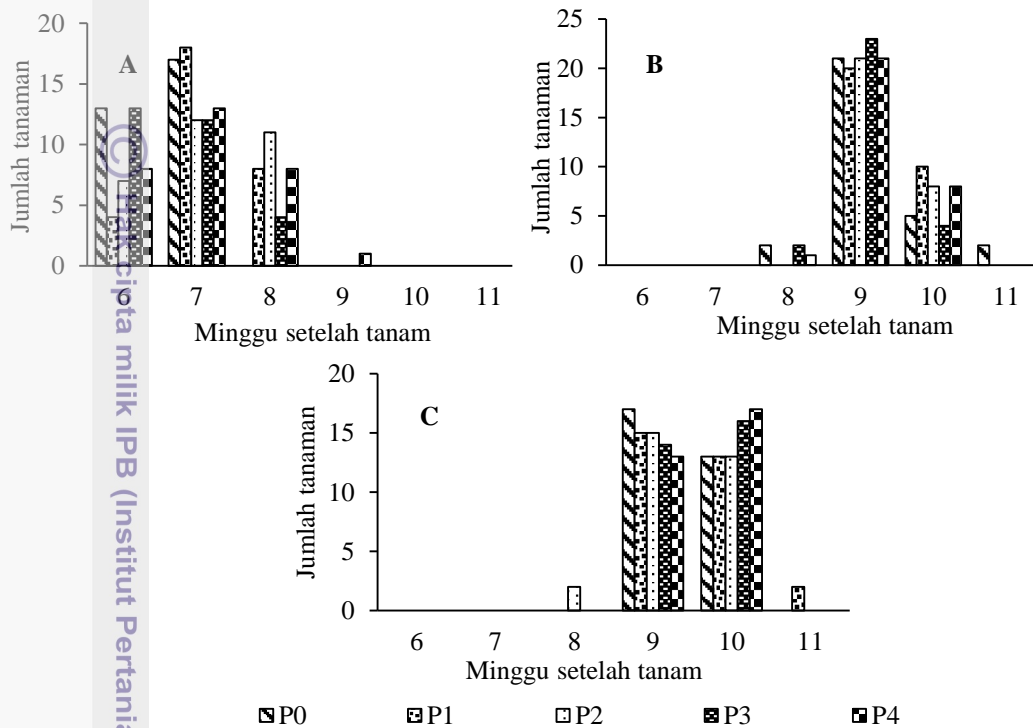 A
Jumlah tanaman
20
15
10
5
0
6 7 8 9 10 11
Minggu setelah tanam
B
Jumlah tanaman
25
20
15
10
5
0
6 7 8 9 10 11
Minggu setelah tanam
C
Jumlah tanaman
20
15
10
5
0
6 7 8 9 10 11
Minggu setelah tanam
P0 P1 P2 P3 P4
© Hak cipta milik IPB (Institut Pertania